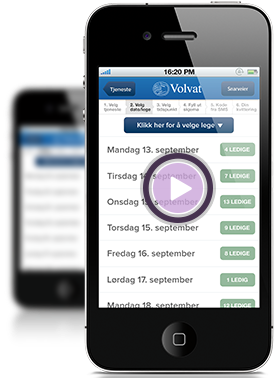 16:20 PM
Tjeneste
Volvat
Snarveier
1. Velg tjeneste
2. Velg dato/lege
3. Velg tidspunkt
4. Fyll ut skjema
5. Kode fra SMS
6. Din
Klikk her for å velge lege ▼
Mandag 13. september 4 LEDIGE
Tirsdag 14. september 7 LEDIGE
Onsdag 15. september 13 LEDIGE
Torsdag 15. september 9 LEDIGE
Fredag 16. september 8 LEDIGE
Lørdag 17. september 1 LEDIG
Mandag 18. september 13 LEDIGE